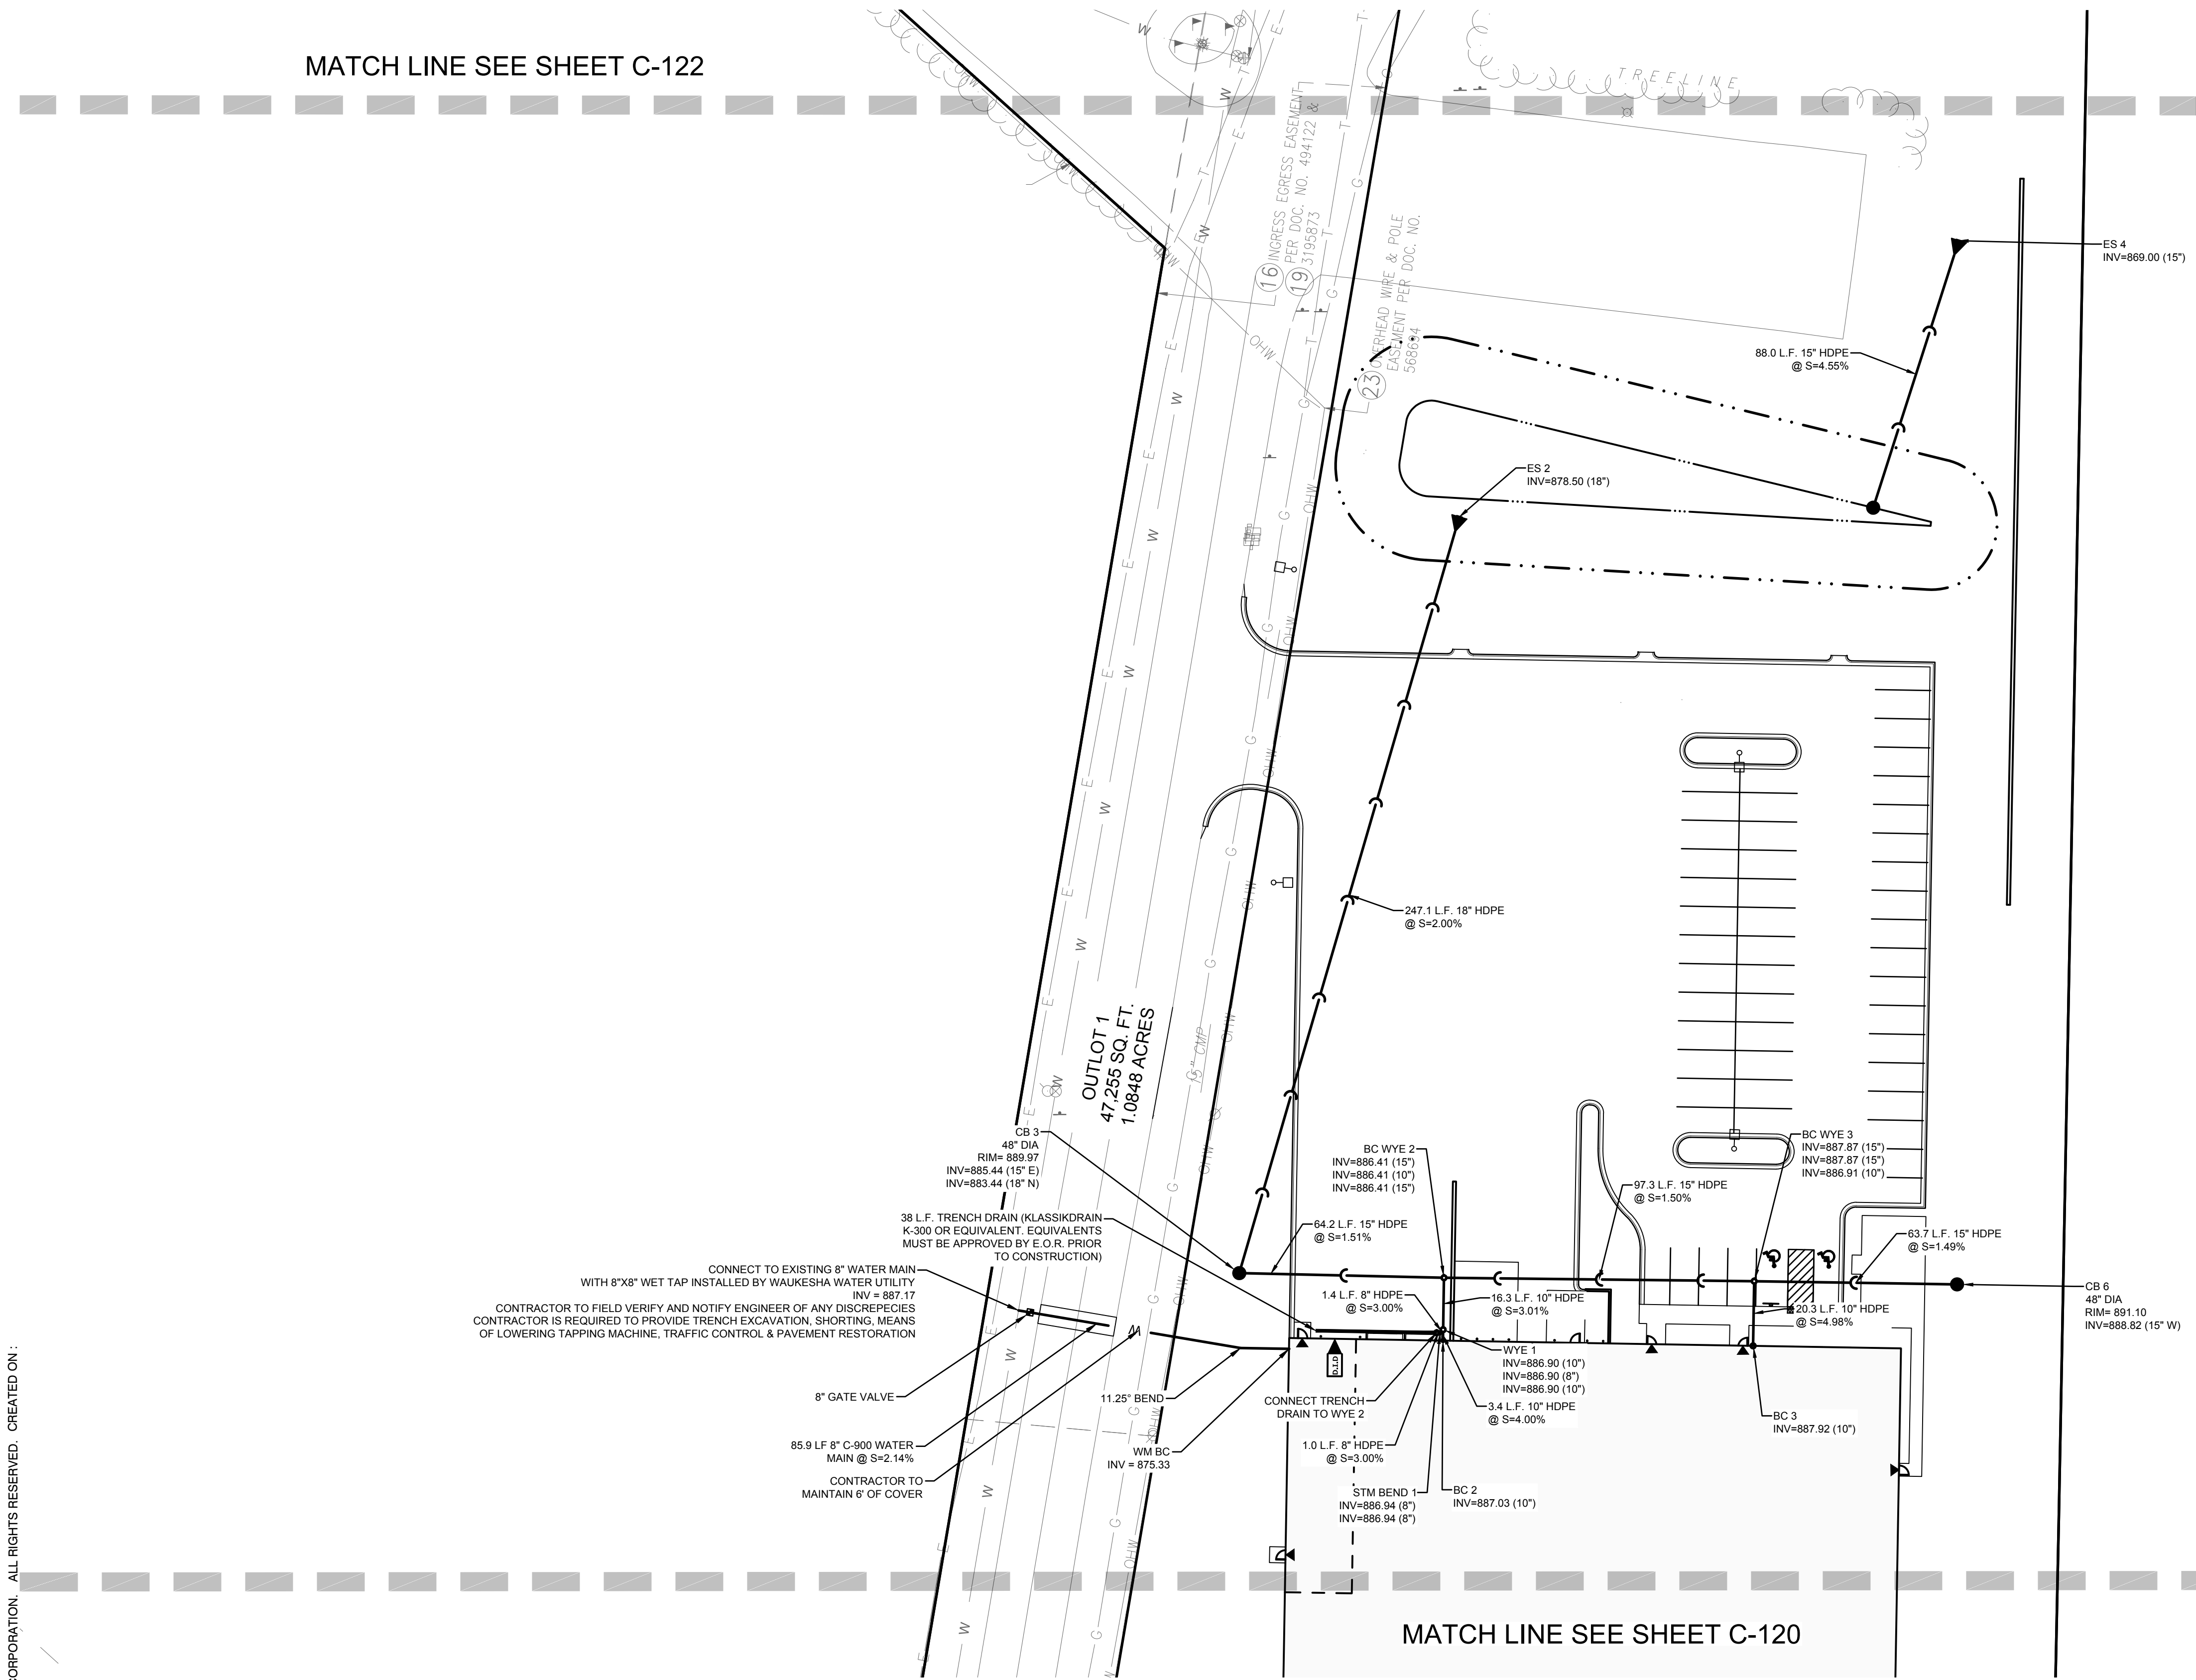 MATCH LINE SEE SHEET C-122
TREELINE
16 INGRESS EGRESS EASEMENT
19 PER DOC. NO. 494122 &
3195873
23 OVERHEAD WIRE & POLE
EASEMENT PER DOC. NO.
568694
ES 4
INV=869.00 (15")
88.0 L.F. 15" HDPE
@ S=4.55%
ES 2
INV=878.50 (18")
247.1 L.F. 18" HDPE
@ S=2.00%
OUTLOT 1
47,255 SQ. FT.
1.0848 ACRES
15" CMP
CB 3
48" DIA
RIM= 889.97
INV=885.44 (15" E)
INV=883.44 (18" N)
BC WYE 2
INV=886.41 (15")
INV=886.41 (10")
INV=886.41 (15")
BC WYE 3
INV=887.87 (15")
INV=887.87 (15")
INV=886.91 (10")
97.3 L.F. 15" HDPE
@ S=1.50%
64.2 L.F. 15" HDPE
@ S=1.51%
63.7 L.F. 15" HDPE
@ S=1.49%
38 L.F. TRENCH DRAIN (KLASSIKDRAIN
K-300 OR EQUIVALENT. EQUIVALENTS
MUST BE APPROVED BY E.O.R. PRIOR
TO CONSTRUCTION)
CONNECT TO EXISTING 8" WATER MAIN
WITH 8"X8" WET TAP INSTALLED BY WAUKESHA WATER UTILITY
INV = 887.17
CONTRACTOR TO FIELD VERIFY AND NOTIFY ENGINEER OF ANY DISCREPECIES
CONTRACTOR IS REQUIRED TO PROVIDE TRENCH EXCAVATION, SHORTING, MEANS
OF LOWERING TAPPING MACHINE, TRAFFIC CONTROL & PAVEMENT RESTORATION
1.4 L.F. 8" HDPE
@ S=3.00%
16.3 L.F. 10" HDPE
@ S=3.01%
20.3 L.F. 10" HDPE
@ S=4.98%
CB 6
48" DIA
RIM= 891.10
INV=888.82 (15" W)
D.I.D
WYE 1
INV=886.90 (10")
INV=886.90 (8")
INV=886.90 (10")
8" GATE VALVE
11.25° BEND
CONNECT TRENCH
DRAIN TO WYE 2
3.4 L.F. 10" HDPE
@ S=4.00%
BC 3
INV=887.92 (10")
85.9 LF 8" C-900 WATER
MAIN @ S=2.14%
WM BC
INV = 875.33
1.0 L.F. 8" HDPE
@ S=3.00%
CONTRACTOR TO
MAINTAIN 6' OF COVER
STM BEND 1
INV=886.94 (8")
INV=886.94 (8")
BC 2
INV=887.03 (10")
MATCH LINE SEE SHEET C-120
CORPORATION. ALL RIGHTS RESERVED. CREATED ON :